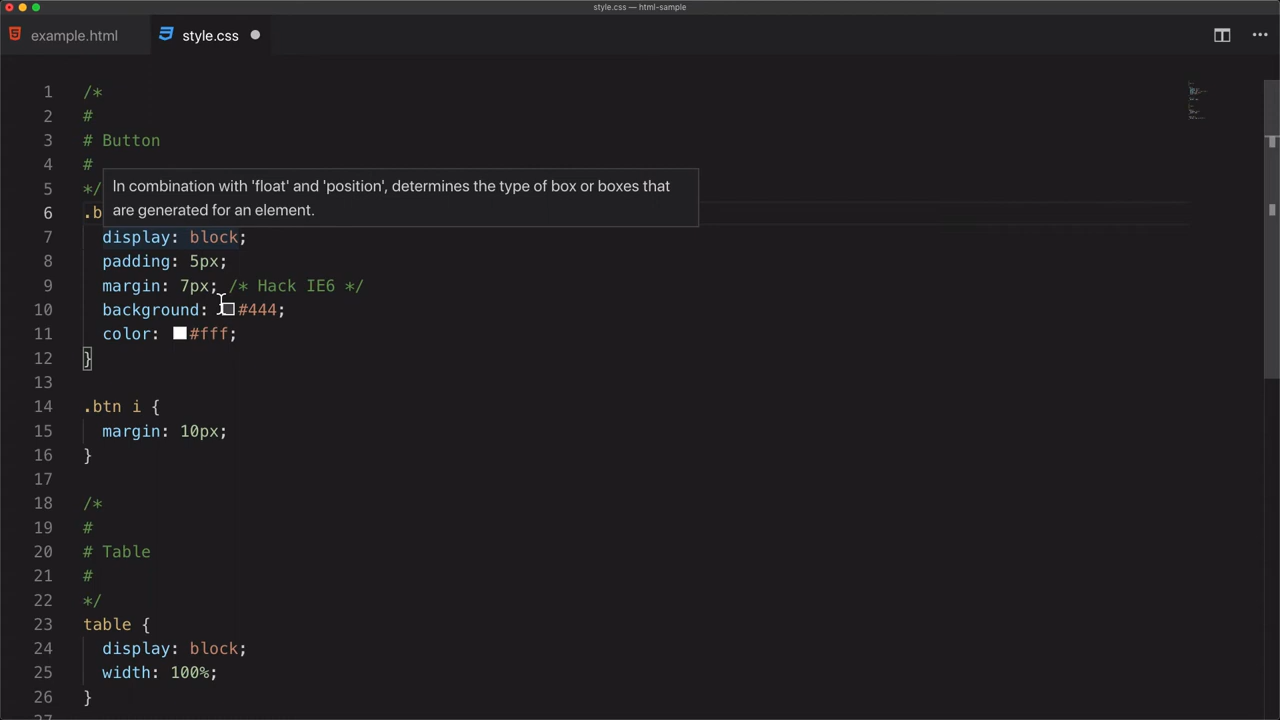 style.css — html-sample
example.html
style.css
1 /*
2 #
3 # Button
4 #
5 */
In combination with 'float' and 'position', determines the type of box or boxes that
are generated for an element.
6 .b
7 display: block;
8 padding: 5px;
9 margin: 7px; /* Hack IE6 */
10 background: #444;
11 color: #fff;
12 }
13
14 .btn i {
15 margin: 10px;
16 }
17
18 /*
19 #
20 # Table
21 #
22 */
23 table {
24 display: block;
25 width: 100%;
26 }